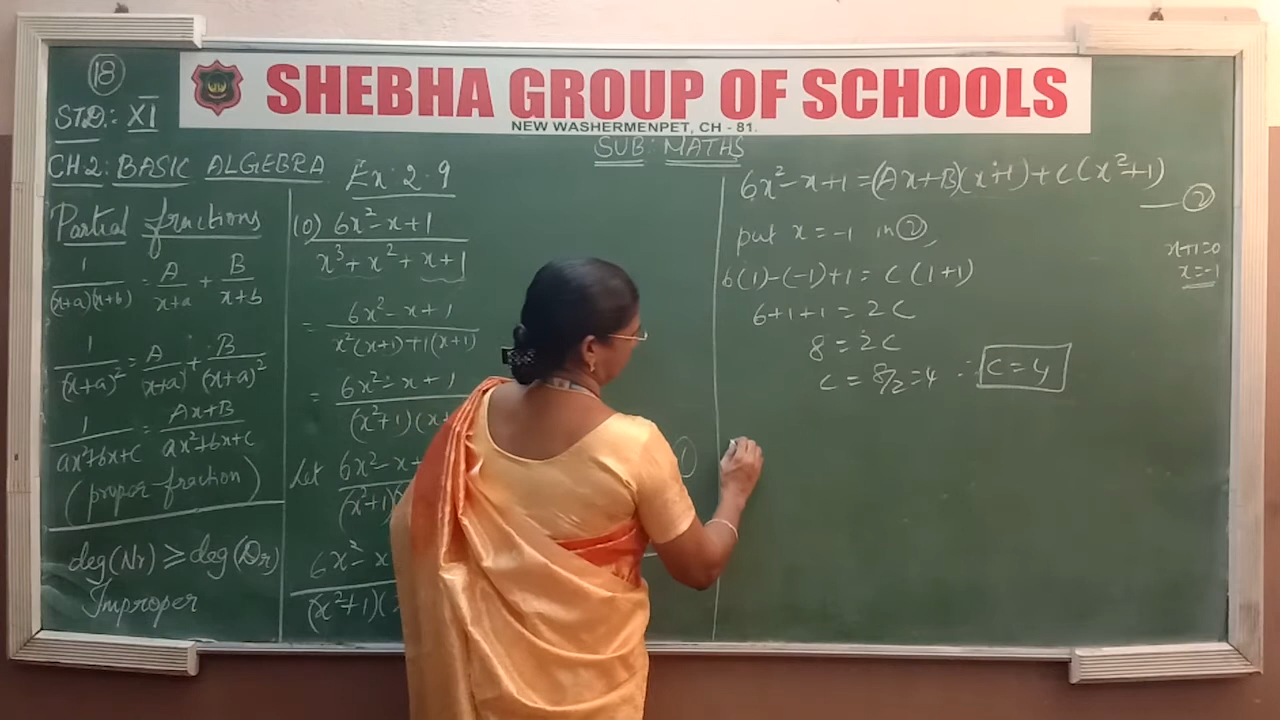 18
SHEBHA GROUP OF SCHOOLS
NEW WASHERMENPET, CH - 81.
STD: XI
SUB: MATHS
CH 2: BASIC ALGEBRA
Ex: 2.9
Partial fractions
1/(x+a)(x+b) = A/x+a + B/x+b
1/(x+a)² = A/(x+a) + B/(x+a)²
1/ax²+bx+c = Ax+B/ax²+bx+c
(proper fraction)
deg(Nr) ≥ deg(Dr)
Improper
10) 6x²-x+1/x³+x²+x+1
= 6x²-x+1/x²(x+1)+1(x+1)
= 6x²-x+1/(x²+1)(x+
Let 6x²-x+/(x²+1)(
1
6x²-x/(x²+1)(
6x²-x+1=(Ax+B)(x+1)+C(x²+1)
— 2
put x=-1 in 2,
x+1=0
x=-1
6(1)-(-1)+1= C(1+1)
6+1+1=2C
8=2C
C=8/2=4 ∴ C=4